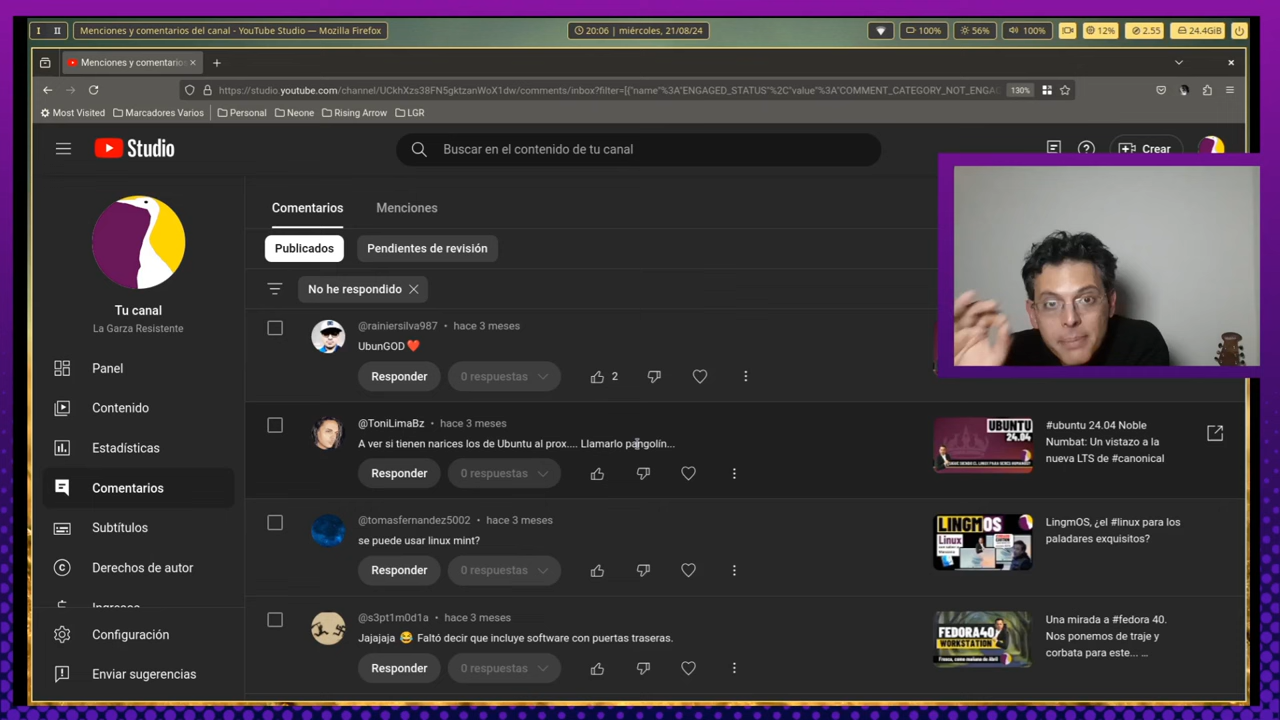 I II
Menciones y comentarios del canal - YouTube Studio — Mozilla Firefox
20:06 | miércoles, 21/08/24
100%
56%
100%
12%
2.55
24.4GiB
Menciones y comentario
https://studio.youtube.com/channel/UCkhXzs38FN5gktzanWoX1dw/comments/inbox?filter=[{"name"%3A"ENGAGED_STATUS"%2C"value"%3A"COMMENT_CATEGORY_NOT_ENGA
130%
Most Visited
Marcadores Varios
Personal
Neone
Rising Arrow
LGR
Studio
Buscar en el contenido de tu canal
Crear
Tu canal
La Garza Resistente
Panel
Contenido
Estadísticas
Comentarios
Subtítulos
Derechos de autor
Ingresos
Configuración
Enviar sugerencias
Comentarios
Menciones
Publicados
Pendientes de revisión
No he respondido
@rainiersilva987 • hace 3 meses
UbunGOD❤️
Responder
0 respuestas
2
@ToniLimaBz • hace 3 meses
A ver si tienen narices los de Ubuntu al prox.... Llamarlo pangolín...
Responder
0 respuestas
UBUNTU
24.04
#ubuntu 24.04 Noble
Numbat: Un vistazo a la
nueva LTS de #canonical
@tomasfernandez5002 • hace 3 meses
se puede usar linux mint?
Responder
0 respuestas
LINGMOS
Linux
LingmOS, ¿el #linux para los
paladares exquisitos?
@s3pt1m0d1a • hace 3 meses
Jajajaja 😂 Faltó decir que incluye software con puertas traseras.
Responder
0 respuestas
FEDORA40
WORKSTATION
Una mirada a #fedora 40.
Nos ponemos de traje y
corbata para este... ...